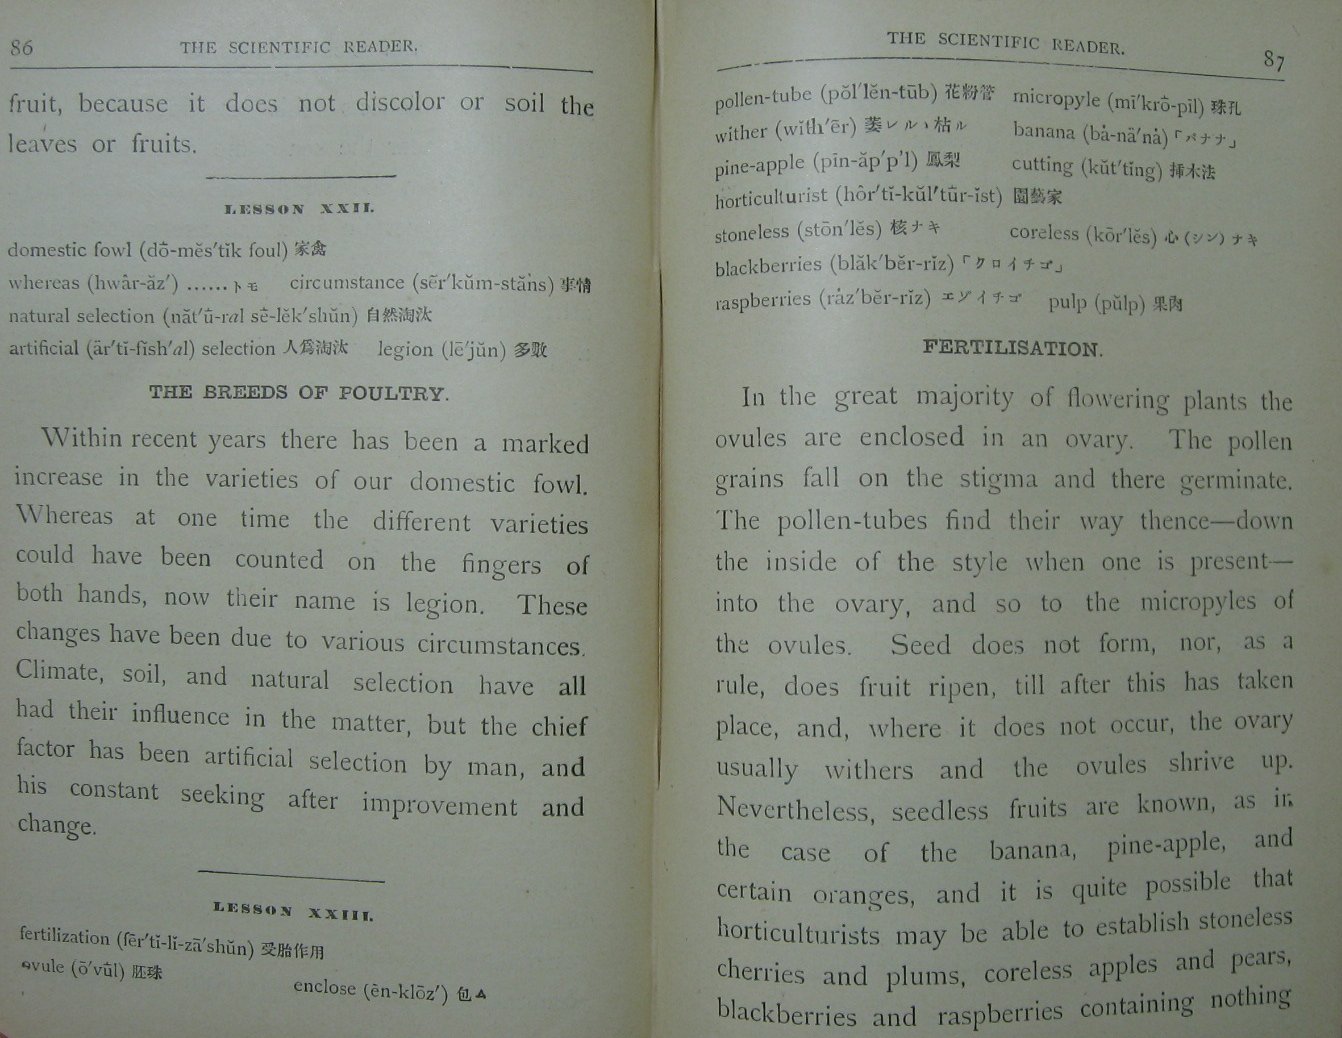 86 THE SCIENTIFIC READER.
fruit, because it does not discolor or soil the
leaves or fruits.
LESSON XXII.
domestic fowl (dō̇-mĕs′tĭk foul) 家禽
whereas (hwâr-ăz′) ......トモ circumstance (sẽr′kŭm-stăns) 事情
natural selection (năt′ū̇-ral sē̇-lĕk′shŭn) 自然淘汰
artificial (är′tĭ-fĭsh′al) selection 人爲淘汰 legion (lē′jŭn) 多數
THE BREEDS OF POULTRY.
Within recent years there has been a marked
increase in the varieties of our domestic fowl.
Whereas at one time the different varieties
could have been counted on the fingers of
both hands, now their name is legion. These
changes have been due to various circumstances.
Climate, soil, and natural selection have all
had their influence in the matter, but the chief
factor has been artificial selection by man, and
his constant seeking after improvement and
change.
LESSON XXIII.
fertilization (fẽr′tĭ-lĭ-zā′shŭn) 受胎作用
ovule (ō′vūl) 胚珠
enclose (ĕn-klōz′) 包ム
THE SCIENTIFIC READER. 87
pollen-tube (pŏl′lĕn-tūb) 花粉管 micropyle (mī′krō̇-pīl) 珠孔
wither (wĭth′ẽr) 萎レル、枯ル banana (bȧ-nä′nȧ)「バナナ」
pine-apple (pīn-ăp′p′l) 鳳梨 cutting (kŭt′tĭng) 挿木法
horticulturist (hôr′tĭ-kŭl′tū̇r-ĭst) 園藝家
stoneless (stōn′lĕs) 核ナキ coreless (kōr′lĕs) 心(シン)ナキ
blackberries (blăk′bĕr-rĭz)「クロイチゴ」
raspberries (răz′bĕr-rĭz) エゾイチゴ pulp (pŭlp) 果肉
FERTILISATION.
In the great majority of flowering plants the
ovules are enclosed in an ovary. The pollen
grains fall on the stigma and there germinate.
The pollen-tubes find their way thence—down
the inside of the style when one is present—
into the ovary, and so to the micropyles of
the ovules. Seed does not form, nor, as a
rule, does fruit ripen, till after this has taken
place, and, where it does not occur, the ovary
usually withers and the ovules shrive up.
Nevertheless, seedless fruits are known, as in
the case of the banana, pine-apple, and
certain oranges, and it is quite possible that
horticulturists may be able to establish stoneless
cherries and plums, coreless apples and pears,
blackberries and raspberries containing nothing